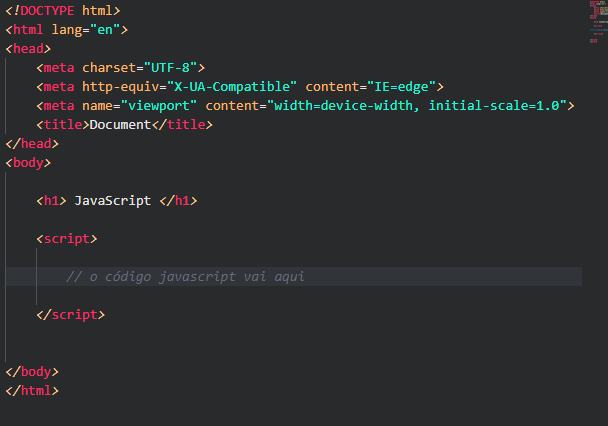 <!DOCTYPE html>
<html lang="en">
<head>
    <meta charset="UTF-8">
    <meta http-equiv="X-UA-Compatible" content="IE=edge">
    <meta name="viewport" content="width=device-width, initial-scale=1.0">
    <title>Document</title>
</head>
<body>
    <h1> JavaScript </h1>
    <script>
        // o código javascript vai aqui
    </script>
</body>
</html>